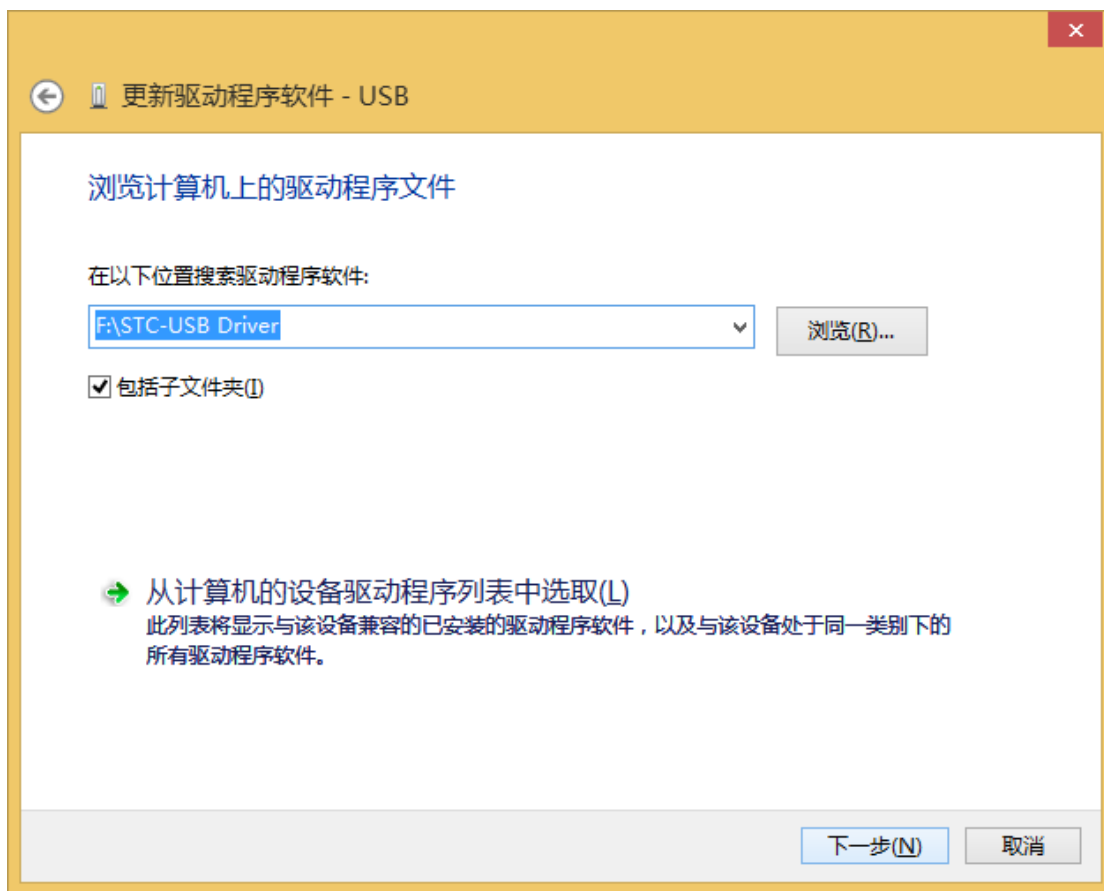 更新驱动程序软件 - USB
浏览计算机上的驱动程序文件
在以下位置搜索驱动程序软件:
F:\STC-USB Driver
浏览(R)...
包括子文件夹(I)
从计算机的设备驱动程序列表中选取(L)
此列表将显示与该设备兼容的已安装的驱动程序软件，以及与该设备处于同一类别下的
所有驱动程序软件。
下一步(N)
取消